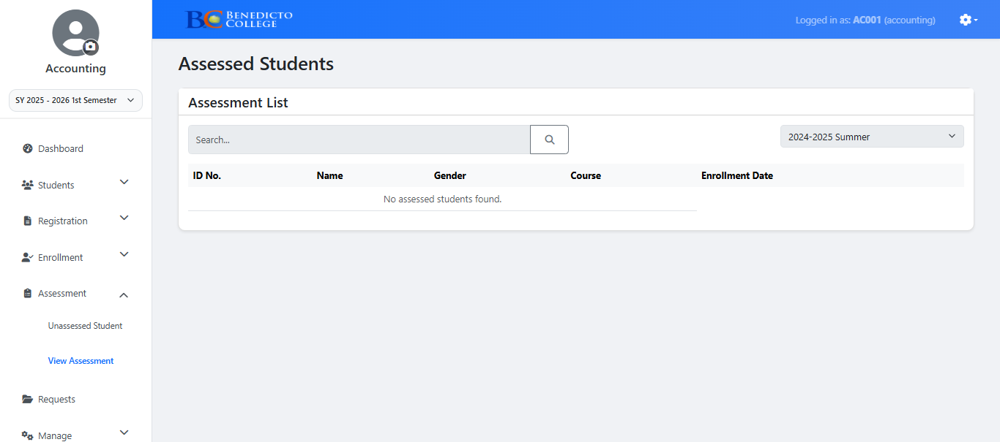 Accounting
SY 2025 - 2026 1st Semester
Dashboard
Students
Registration
Enrollment
Assessment
Unassessed Student
View Assessment
Requests
Manage
BC BENEDICTO
COLLEGE
Logged in as: AC001 (accounting)
Assessed Students
Assessment List
Search...
2024-2025 Summer
ID No. Name Gender Course Enrollment Date
No assessed students found.